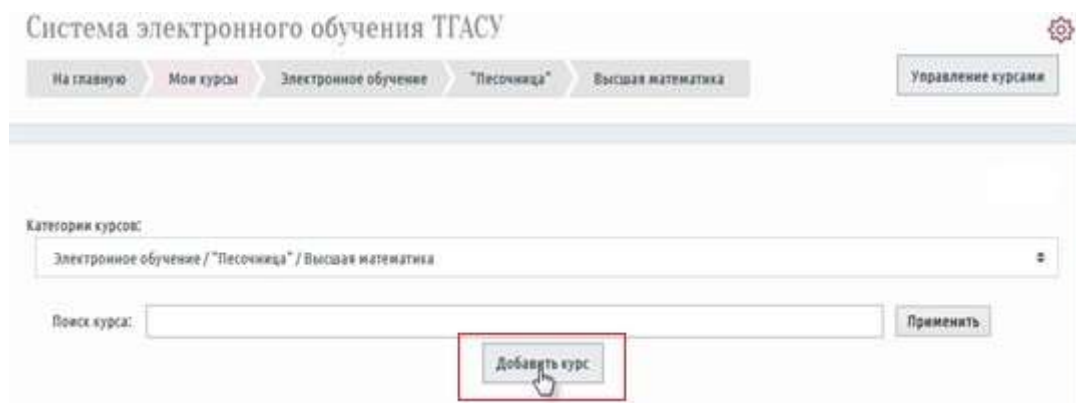 Система электронного обучения ТГАСУ
На главную Мои курсы Электронное обучение "Песочница" Высшая математика Управление курсами
Категории курсов:
Электронное обучение / "Песочница" / Высшая математика
Поиск курса: Применить
Добавить курс